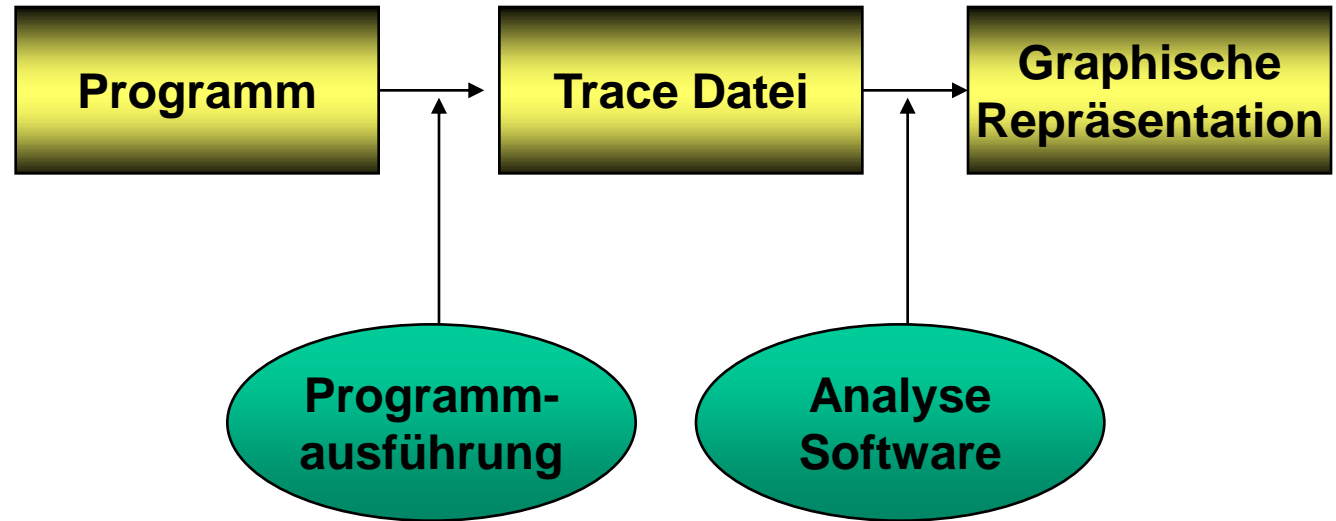 Programm
Trace Datei
Graphische
Repräsentation
Programm-
ausführung
Analyse
Software